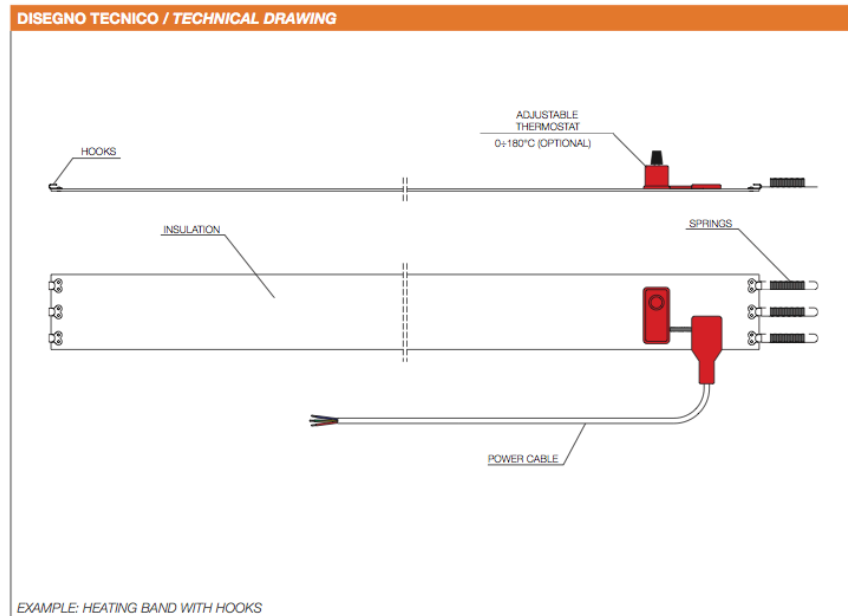 DISEGNO TECNICO / TECHNICAL DRAWING
ADJUSTABLE
THERMOSTAT
0÷180°C (OPTIONAL)
HOOKS
INSULATION
SPRINGS
POWER CABLE
EXAMPLE: HEATING BAND WITH HOOKS